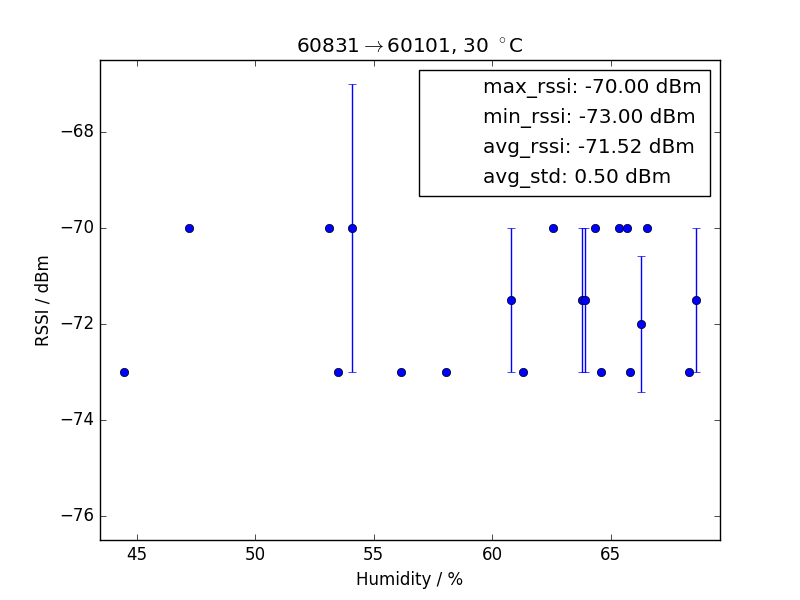 60831→60101, 30 °C
max_rssi: -70.00 dBm
min_rssi: -73.00 dBm
avg_rssi: -71.52 dBm
avg_std: 0.50 dBm
RSSI / dBm
−68
−70
−72
−74
−76
45 50 55 60 65
Humidity / %